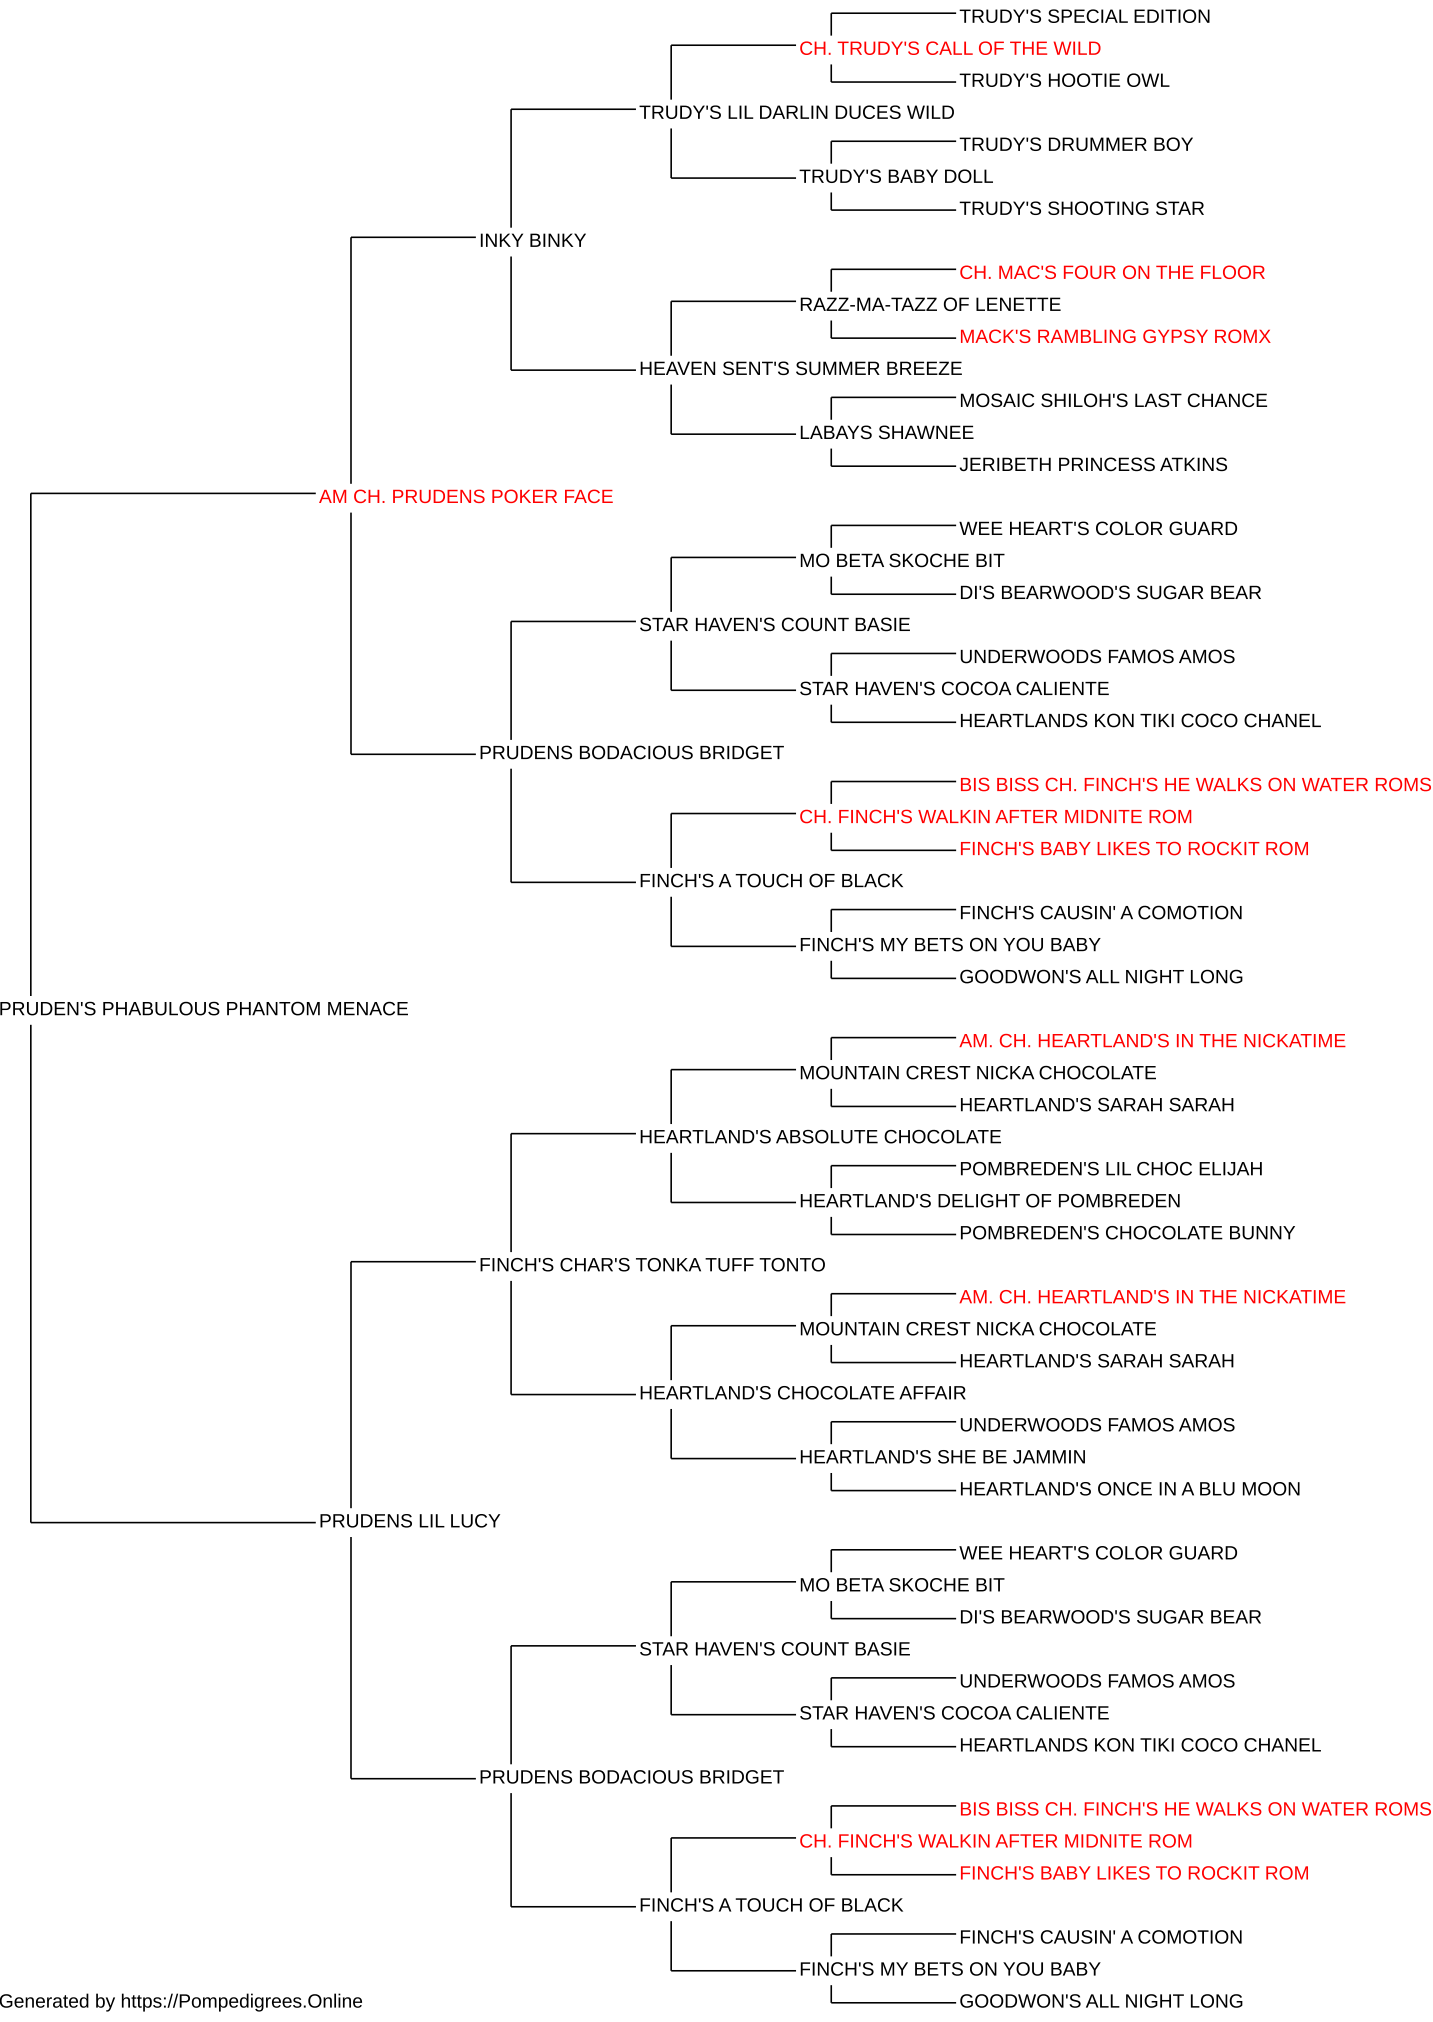 TRUDY'S SPECIAL EDITION
CH. TRUDY'S CALL OF THE WILD
TRUDY'S HOOTIE OWL
TRUDY'S LIL DARLIN DUCES WILD
TRUDY'S DRUMMER BOY
TRUDY'S BABY DOLL
TRUDY'S SHOOTING STAR
INKY BINKY
CH. MAC'S FOUR ON THE FLOOR
RAZZ-MA-TAZZ OF LENETTE
MACK'S RAMBLING GYPSY ROMX
HEAVEN SENT'S SUMMER BREEZE
MOSAIC SHILOH'S LAST CHANCE
LABAYS SHAWNEE
JERIBETH PRINCESS ATKINS
AM CH. PRUDENS POKER FACE
WEE HEART'S COLOR GUARD
MO BETA SKOCHE BIT
DI'S BEARWOOD'S SUGAR BEAR
STAR HAVEN'S COUNT BASIE
UNDERWOODS FAMOS AMOS
STAR HAVEN'S COCOA CALIENTE
HEARTLANDS KON TIKI COCO CHANEL
PRUDENS BODACIOUS BRIDGET
BIS BISS CH. FINCH'S HE WALKS ON WATER ROMS
CH. FINCH'S WALKIN AFTER MIDNITE ROM
FINCH'S BABY LIKES TO ROCKIT ROM
FINCH'S A TOUCH OF BLACK
FINCH'S CAUSIN' A COMOTION
FINCH'S MY BETS ON YOU BABY
GOODWON'S ALL NIGHT LONG
PRUDEN'S PHABULOUS PHANTOM MENACE
AM. CH. HEARTLAND'S IN THE NICKATIME
MOUNTAIN CREST NICKA CHOCOLATE
HEARTLAND'S SARAH SARAH
HEARTLAND'S ABSOLUTE CHOCOLATE
POMBREDEN'S LIL CHOC ELIJAH
HEARTLAND'S DELIGHT OF POMBREDEN
POMBREDEN'S CHOCOLATE BUNNY
FINCH'S CHAR'S TONKA TUFF TONTO
AM. CH. HEARTLAND'S IN THE NICKATIME
MOUNTAIN CREST NICKA CHOCOLATE
HEARTLAND'S SARAH SARAH
HEARTLAND'S CHOCOLATE AFFAIR
UNDERWOODS FAMOS AMOS
HEARTLAND'S SHE BE JAMMIN
HEARTLAND'S ONCE IN A BLU MOON
PRUDENS LIL LUCY
WEE HEART'S COLOR GUARD
MO BETA SKOCHE BIT
DI'S BEARWOOD'S SUGAR BEAR
STAR HAVEN'S COUNT BASIE
UNDERWOODS FAMOS AMOS
STAR HAVEN'S COCOA CALIENTE
HEARTLANDS KON TIKI COCO CHANEL
PRUDENS BODACIOUS BRIDGET
BIS BISS CH. FINCH'S HE WALKS ON WATER ROMS
CH. FINCH'S WALKIN AFTER MIDNITE ROM
FINCH'S BABY LIKES TO ROCKIT ROM
FINCH'S A TOUCH OF BLACK
FINCH'S CAUSIN' A COMOTION
FINCH'S MY BETS ON YOU BABY
GOODWON'S ALL NIGHT LONG
Generated by https://Pompedigrees.Online